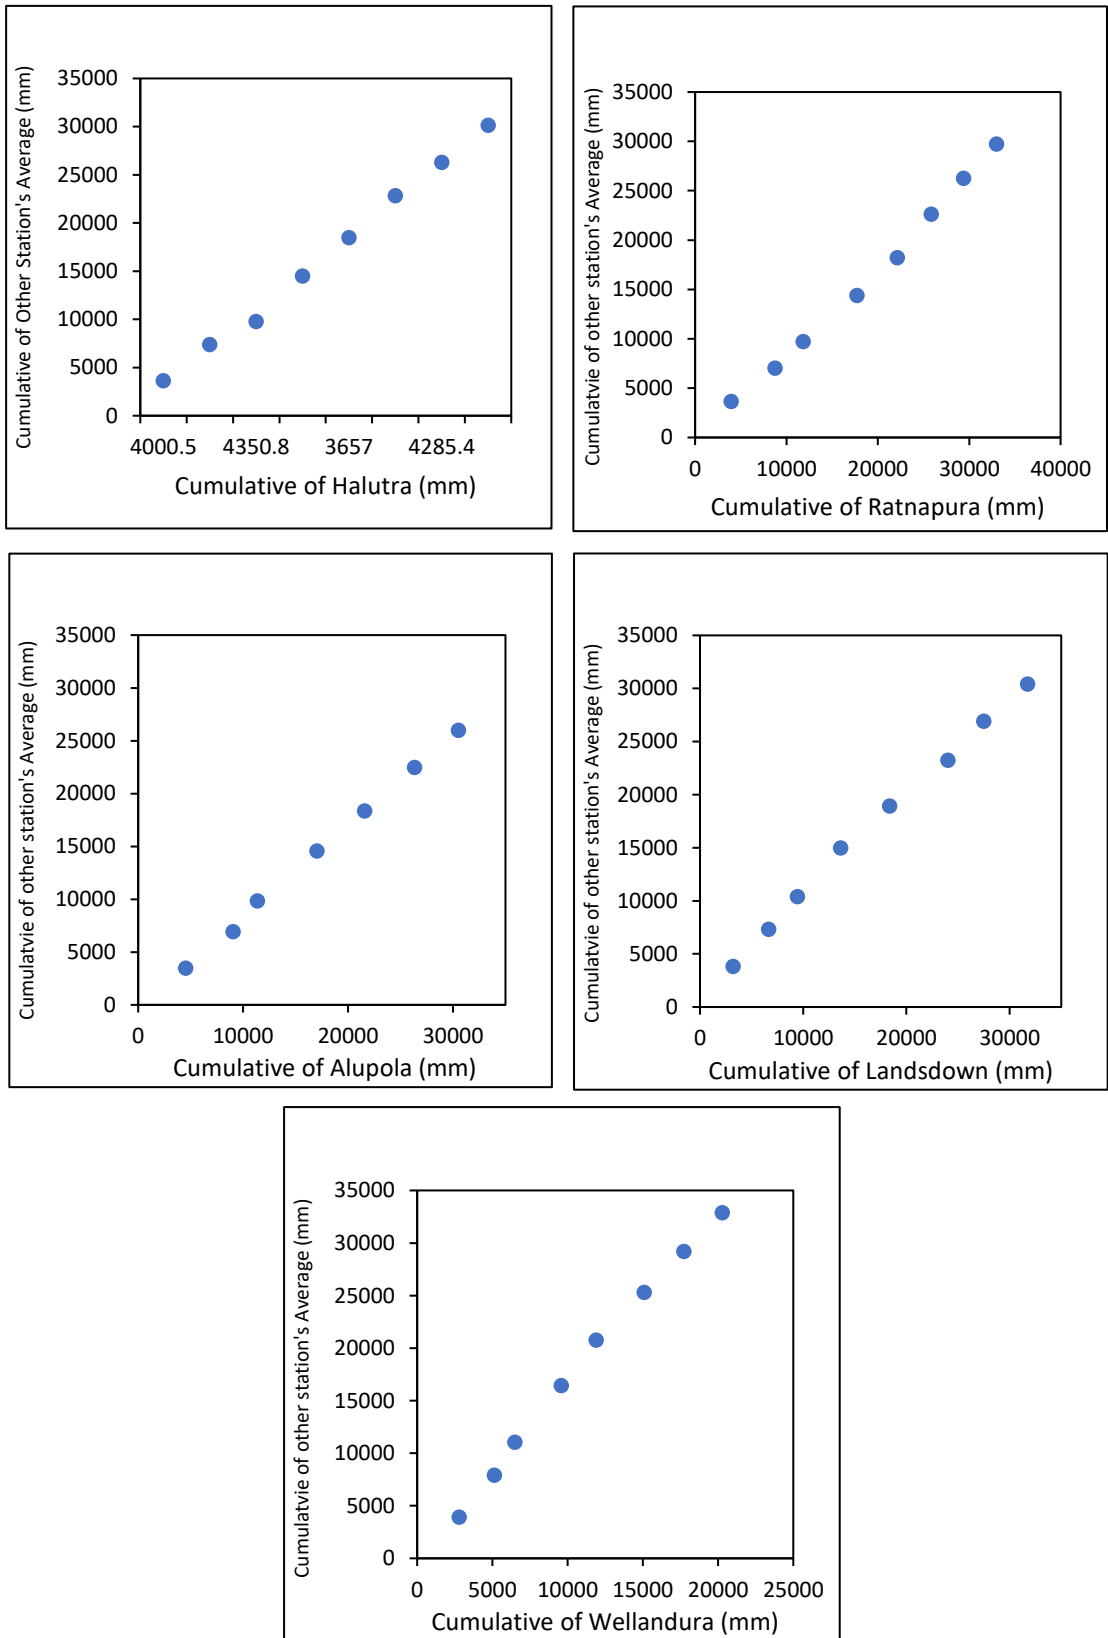 Cumulative of Other Station's Average (mm)
35000
30000
25000
20000
15000
10000
5000
0
4000.5 4350.8 3657 4285.4
Cumulative of Halutra (mm)
Cumulatvie of other station's Average (mm)
35000
30000
25000
20000
15000
10000
5000
0
0 10000 20000 30000 40000
Cumulative of Ratnapura (mm)
Cumulatvie of other station's Average (mm)
35000
30000
25000
20000
15000
10000
5000
0
0 10000 20000 30000
Cumulative of Alupola (mm)
Cumulatvie of other station's Average (mm)
35000
30000
25000
20000
15000
10000
5000
0
0 10000 20000 30000
Cumulative of Landsdown (mm)
Cumulatvie of other station's Average (mm)
35000
30000
25000
20000
15000
10000
5000
0
0 5000 10000 15000 20000 25000
Cumulative of Wellandura (mm)